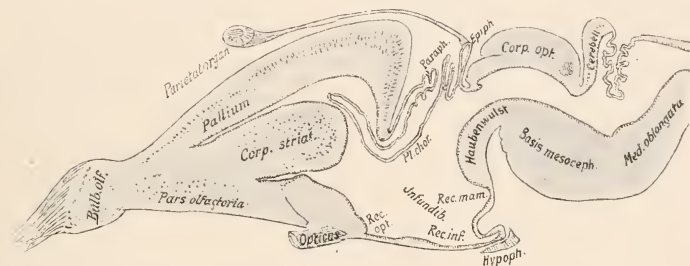 Parietalorgan
Pallium
Corp. striat.
Bulb. olf.
Pars olfactoria
Opticus
Rec. opt.
Infundib.
Rec. mam.
Rec. inf.
Hypoph.
Paraph.
Epiph.
Pl. chor.
Corp. opt.
Cerebell.
Haubenwulst
Basis mesoceph.
Med. oblongata